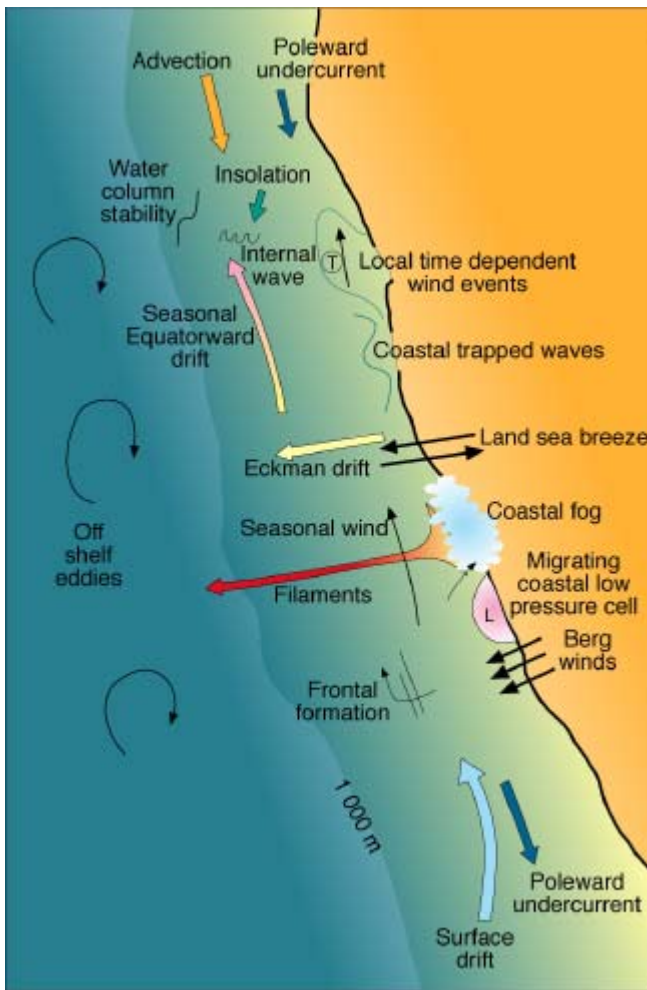 Advection
Poleward
undercurrent
Water
column
stability
Insolation
Internal
wave
T
Local time dependent
wind events
Seasonal
Equatorward
drift
Coastal trapped waves
Land sea breeze
Eckman drift
Coastal fog
Seasonal wind
Off
shelf
eddies
Migrating
coastal low
pressure cell
Filaments
L
Berg
winds
Frontal
formation
1 000 m
Poleward
undercurrent
Surface
drift